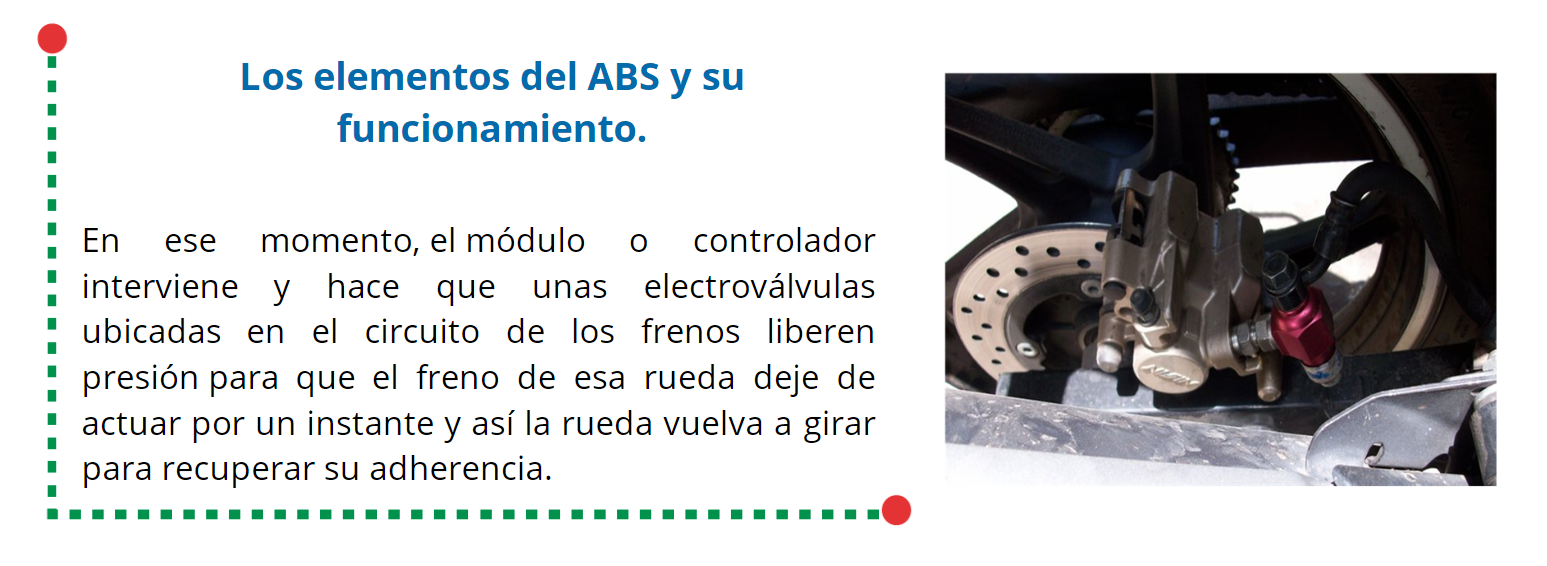 Los elementos del ABS y su
funcionamiento.
En ese momento, el módulo o controlador
interviene y hace que unas electroválvulas
ubicadas en el circuito de los frenos liberen
presión para que el freno de esa rueda deje de
actuar por un instante y así la rueda vuelva a girar
para recuperar su adherencia.